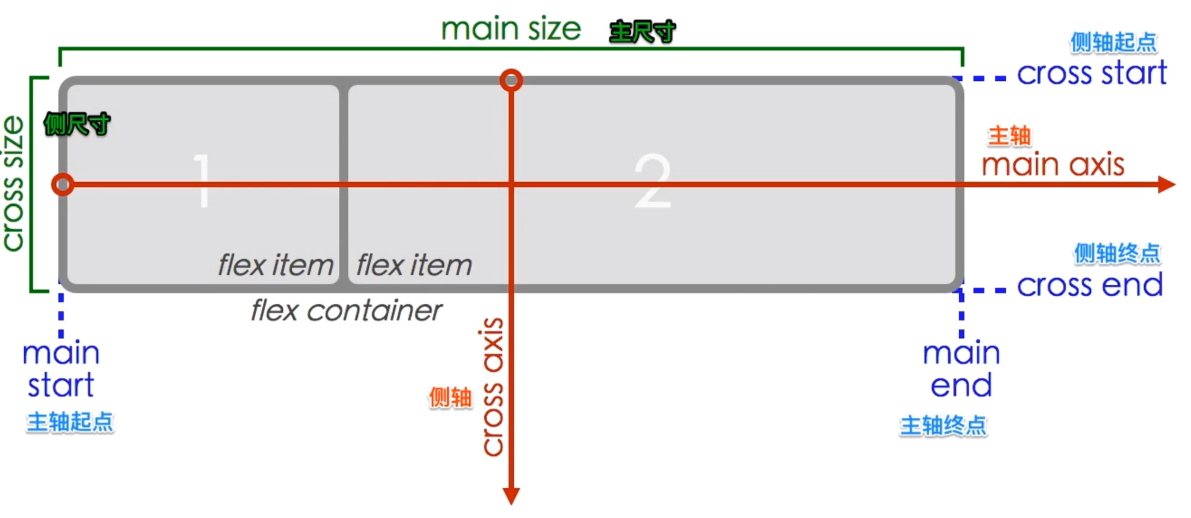 main size 主尺寸
侧轴起点
cross start
cross size
侧尺寸
主轴
main axis
1
2
flex item
flex item
侧轴终点
cross end
flex container
main
start
主轴起点
侧轴
cross axis
main
end
主轴终点